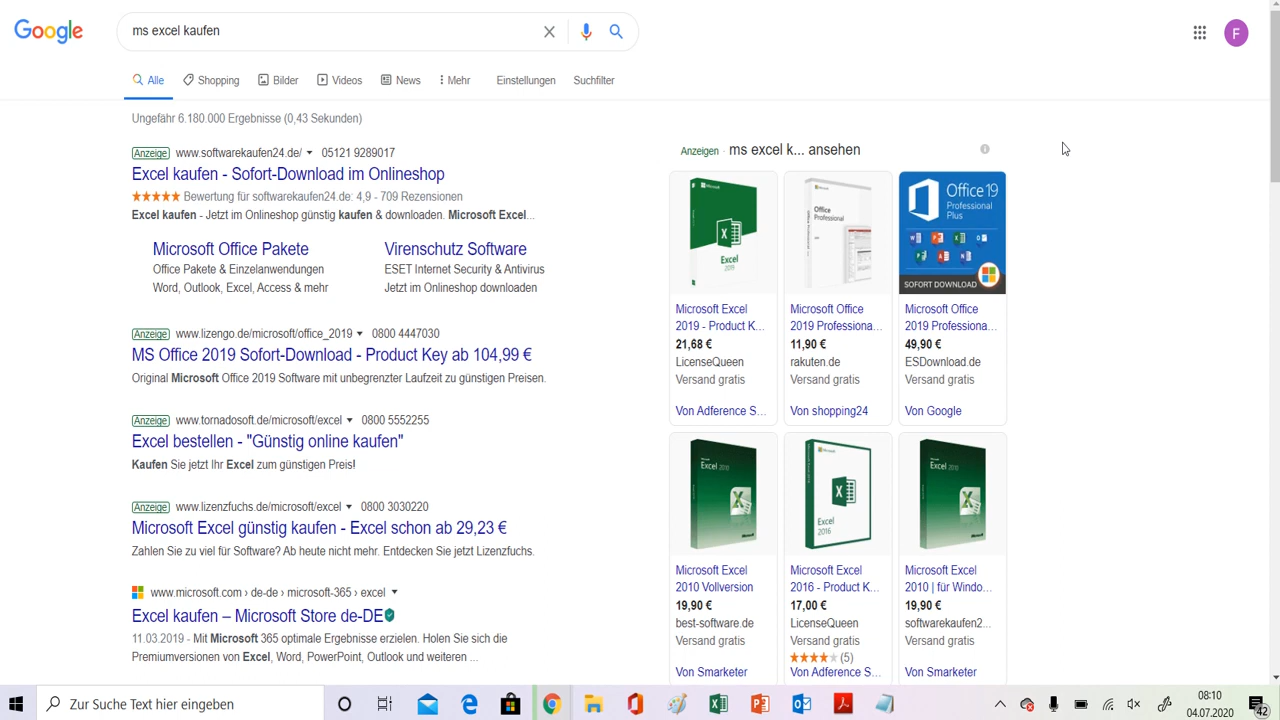 Google
ms excel kaufen
F
Alle
Shopping
Bilder
Videos
News
Mehr
Einstellungen
Suchfilter
Ungefähr 6.180.000 Ergebnisse (0,43 Sekunden)
Anzeige www.softwarekaufen24.de/ 05121 9289017
Excel kaufen - Sofort-Download im Onlineshop
Bewertung für softwarekaufen24.de: 4,9 - 709 Rezensionen
Excel kaufen - Jetzt im Onlineshop günstig kaufen & downloaden. Microsoft Excel...
Microsoft Office Pakete
Office Pakete & Einzelanwendungen
Word, Outlook, Excel, Access & mehr
Virenschutz Software
ESET Internet Security & Antivirus
Jetzt im Onlineshop downloaden
Anzeige www.lizengo.de/microsoft/office_2019 0800 4447030
MS Office 2019 Sofort-Download - Product Key ab 104,99 €
Original Microsoft Office 2019 Software mit unbegrenzter Laufzeit zu günstigen Preisen.
Anzeige www.tornadosoft.de/microsoft/excel 0800 5552255
Excel bestellen - "Günstig online kaufen"
Kaufen Sie jetzt Ihr Excel zum günstigen Preis!
Anzeige www.lizenzfuchs.de/microsoft/excel 0800 3030220
Microsoft Excel günstig kaufen - Excel schon ab 29,23 €
Zahlen Sie zu viel für Software? Ab heute nicht mehr. Entdecken Sie jetzt Lizenzfuchs.
www.microsoft.com › de-de › microsoft-365 › excel
Excel kaufen – Microsoft Store de-DE
11.03.2019 - Mit Microsoft 365 optimale Ergebnisse erzielen. Holen Sie sich die
Premiumversionen von Excel, Word, PowerPoint, Outlook und weiteren ...
Anzeigen · ms excel k... ansehen
Excel
2019
Microsoft Excel
2019 - Product K...
21,68 €
LicenseQueen
Versand gratis
Von Adference S...
Office
Professional
Microsoft Office
2019 Professiona...
11,90 €
rakuten.de
Versand gratis
Von shopping24
Office 19
Professional
Plus
SOFORT DOWNLOAD
Microsoft Office
2019 Professiona...
49,90 €
ESDownload.de
Versand gratis
Von Google
Excel 2010
Microsoft Excel
2010 Vollversion
19,90 €
best-software.de
Versand gratis
Von Smarketer
Excel
2016
Microsoft Excel
2016 - Product K...
17,00 €
LicenseQueen
Versand gratis
(5)
Von Adference S...
Excel 2010
Microsoft Excel
2010 | für Windo...
19,90 €
softwarekaufen2...
Versand gratis
Von Smarketer
Zur Suche Text hier eingeben
08:10
04.07.2020
42